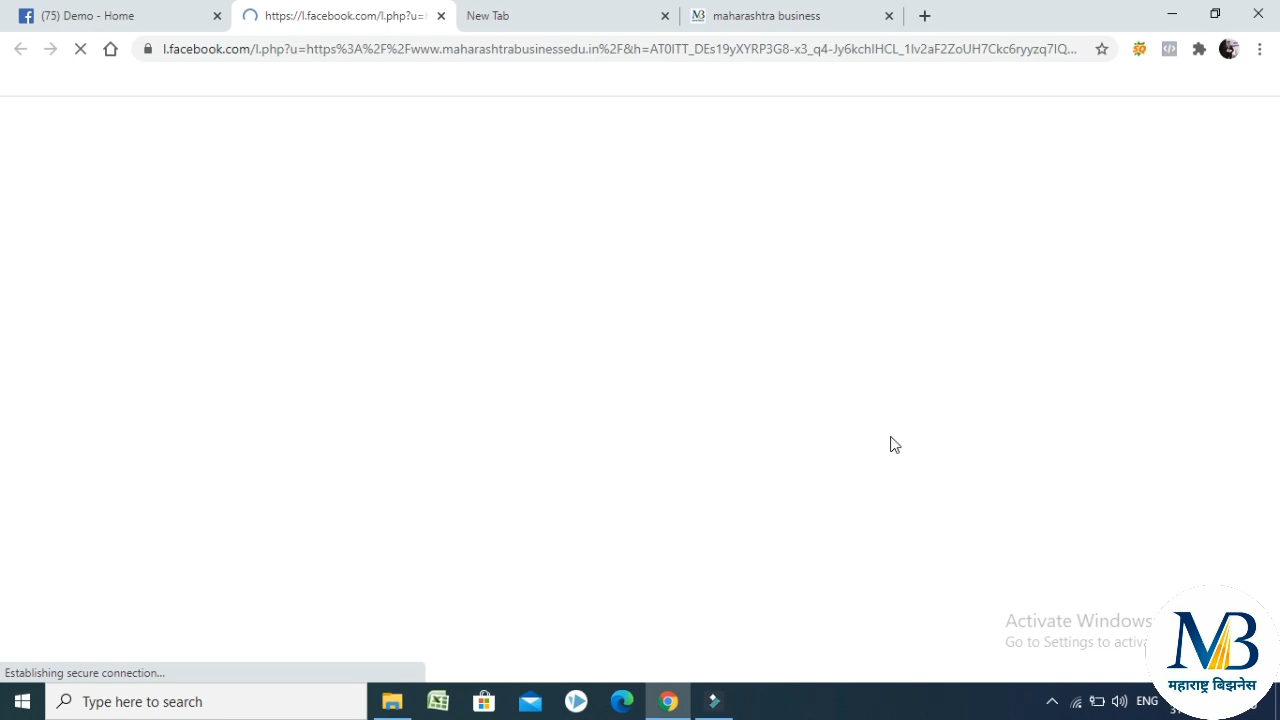 (75) Demo - Home
https://l.facebook.com/l.php?u=
New Tab
maharashtra business
l.facebook.com/l.php?u=https%3A%2F%2Fwww.maharashtrabusinessedu.in%2F&h=AT0ITT_DEs19yXYRP3G8-x3_q4-Jy6kchlHCL_1Iv2aF2ZoUH7Ckc6ryyzq7IQ...
Activate Windows
Go to Settings to activa
MB
महाराष्ट्र बिझनेस
Establishing secure connection...
Type here to search
ENG